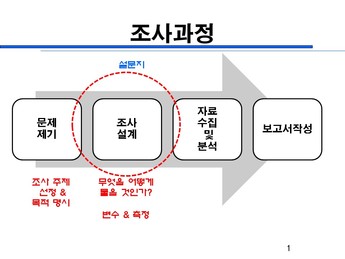 조사과정
설문지
문제
제기
조사
설계
자료
수집
및
분석
보고서작성
조사 주제
선정 &
목적 명시
무엇을 어떻게
물을 것인가?
변수 & 측정
1